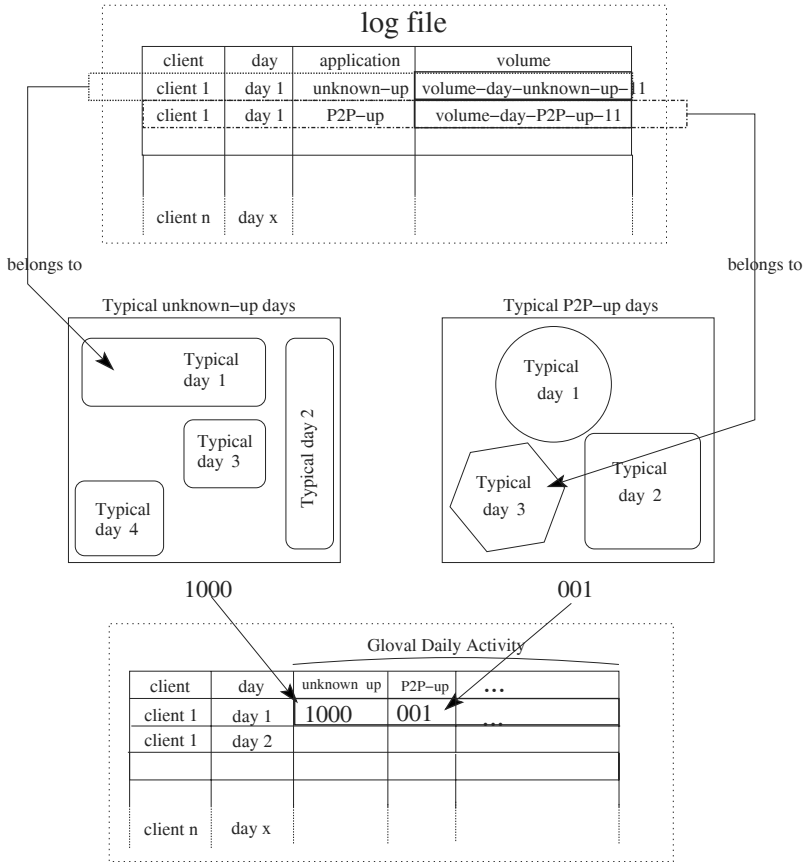 log file
client day application volume
client 1 day 1 unknown-up volume-day-unknown-up-11
client 1 day 1 P2P-up volume-day-P2P-up-11
client n day x
belongs to
belongs to
Typical unknown-up days
Typical
day 1
Typical day 2
Typical
day 3
Typical
day 4
Typical P2P-up days
Typical
day 1
Typical
day 2
Typical
day 3
1000
001
Gloval Daily Activity
client day unknown up P2P-up ...
client 1 day 1 1000 001 ...
client 1 day 2
client n day x